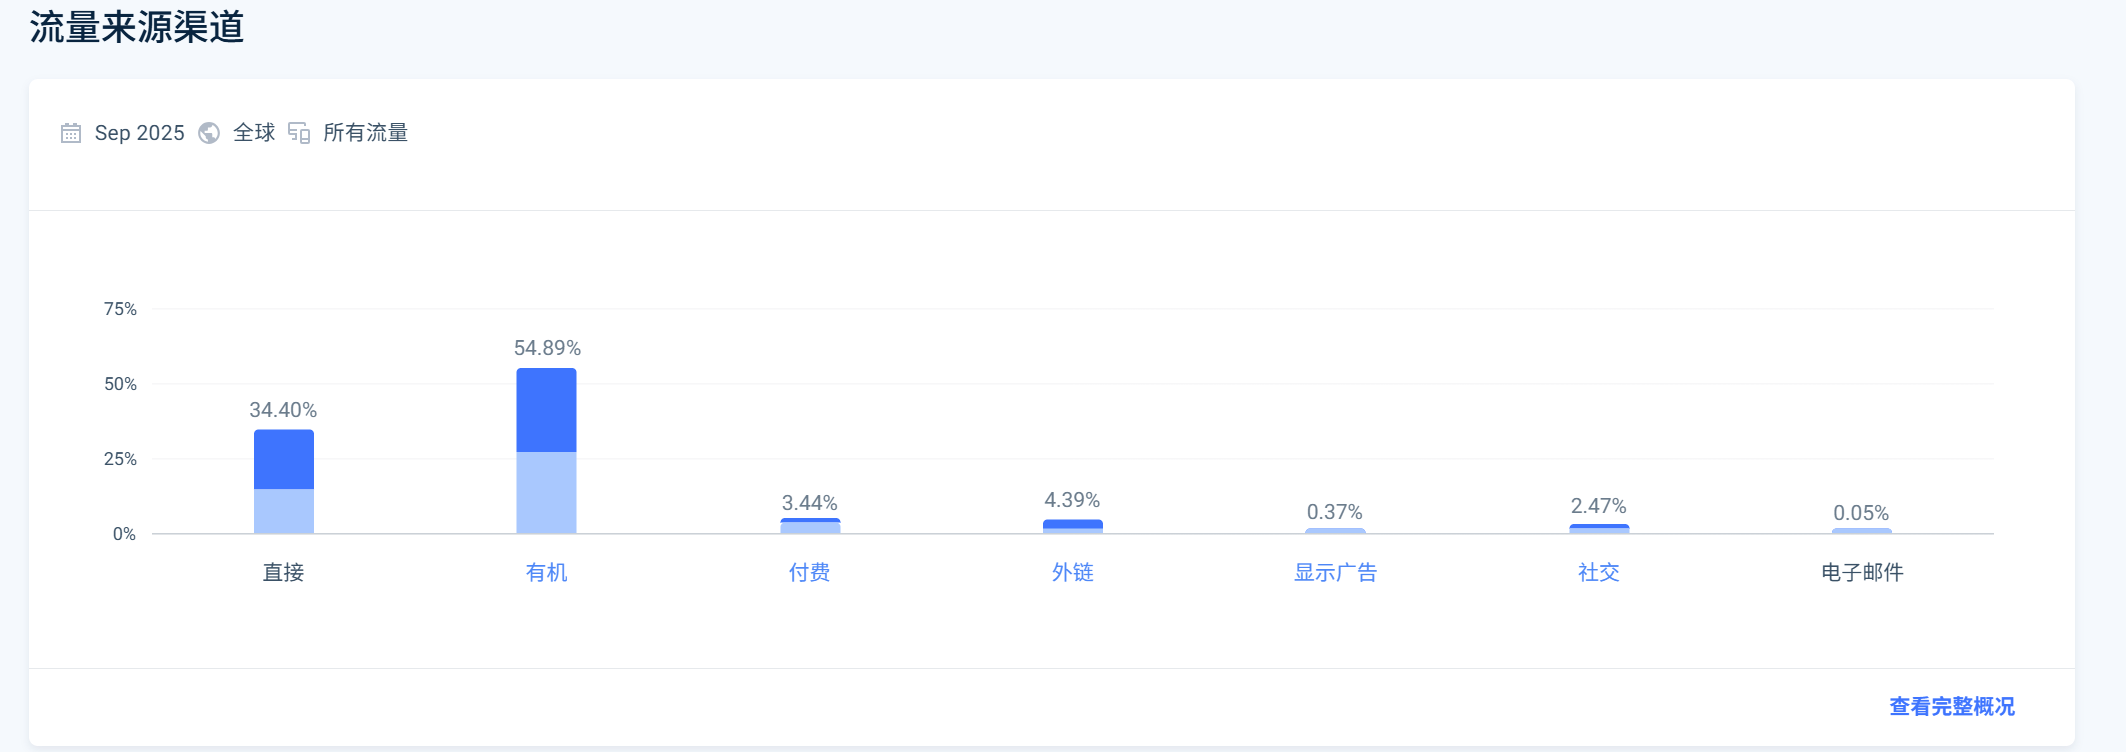 流量来源渠道
Sep 2025 全球 所有流量
75%
50%
25%
0%
34.40%
54.89%
3.44%
4.39%
0.37%
2.47%
0.05%
直接 有机 付费 外链 显示广告 社交 电子邮件
查看完整概况